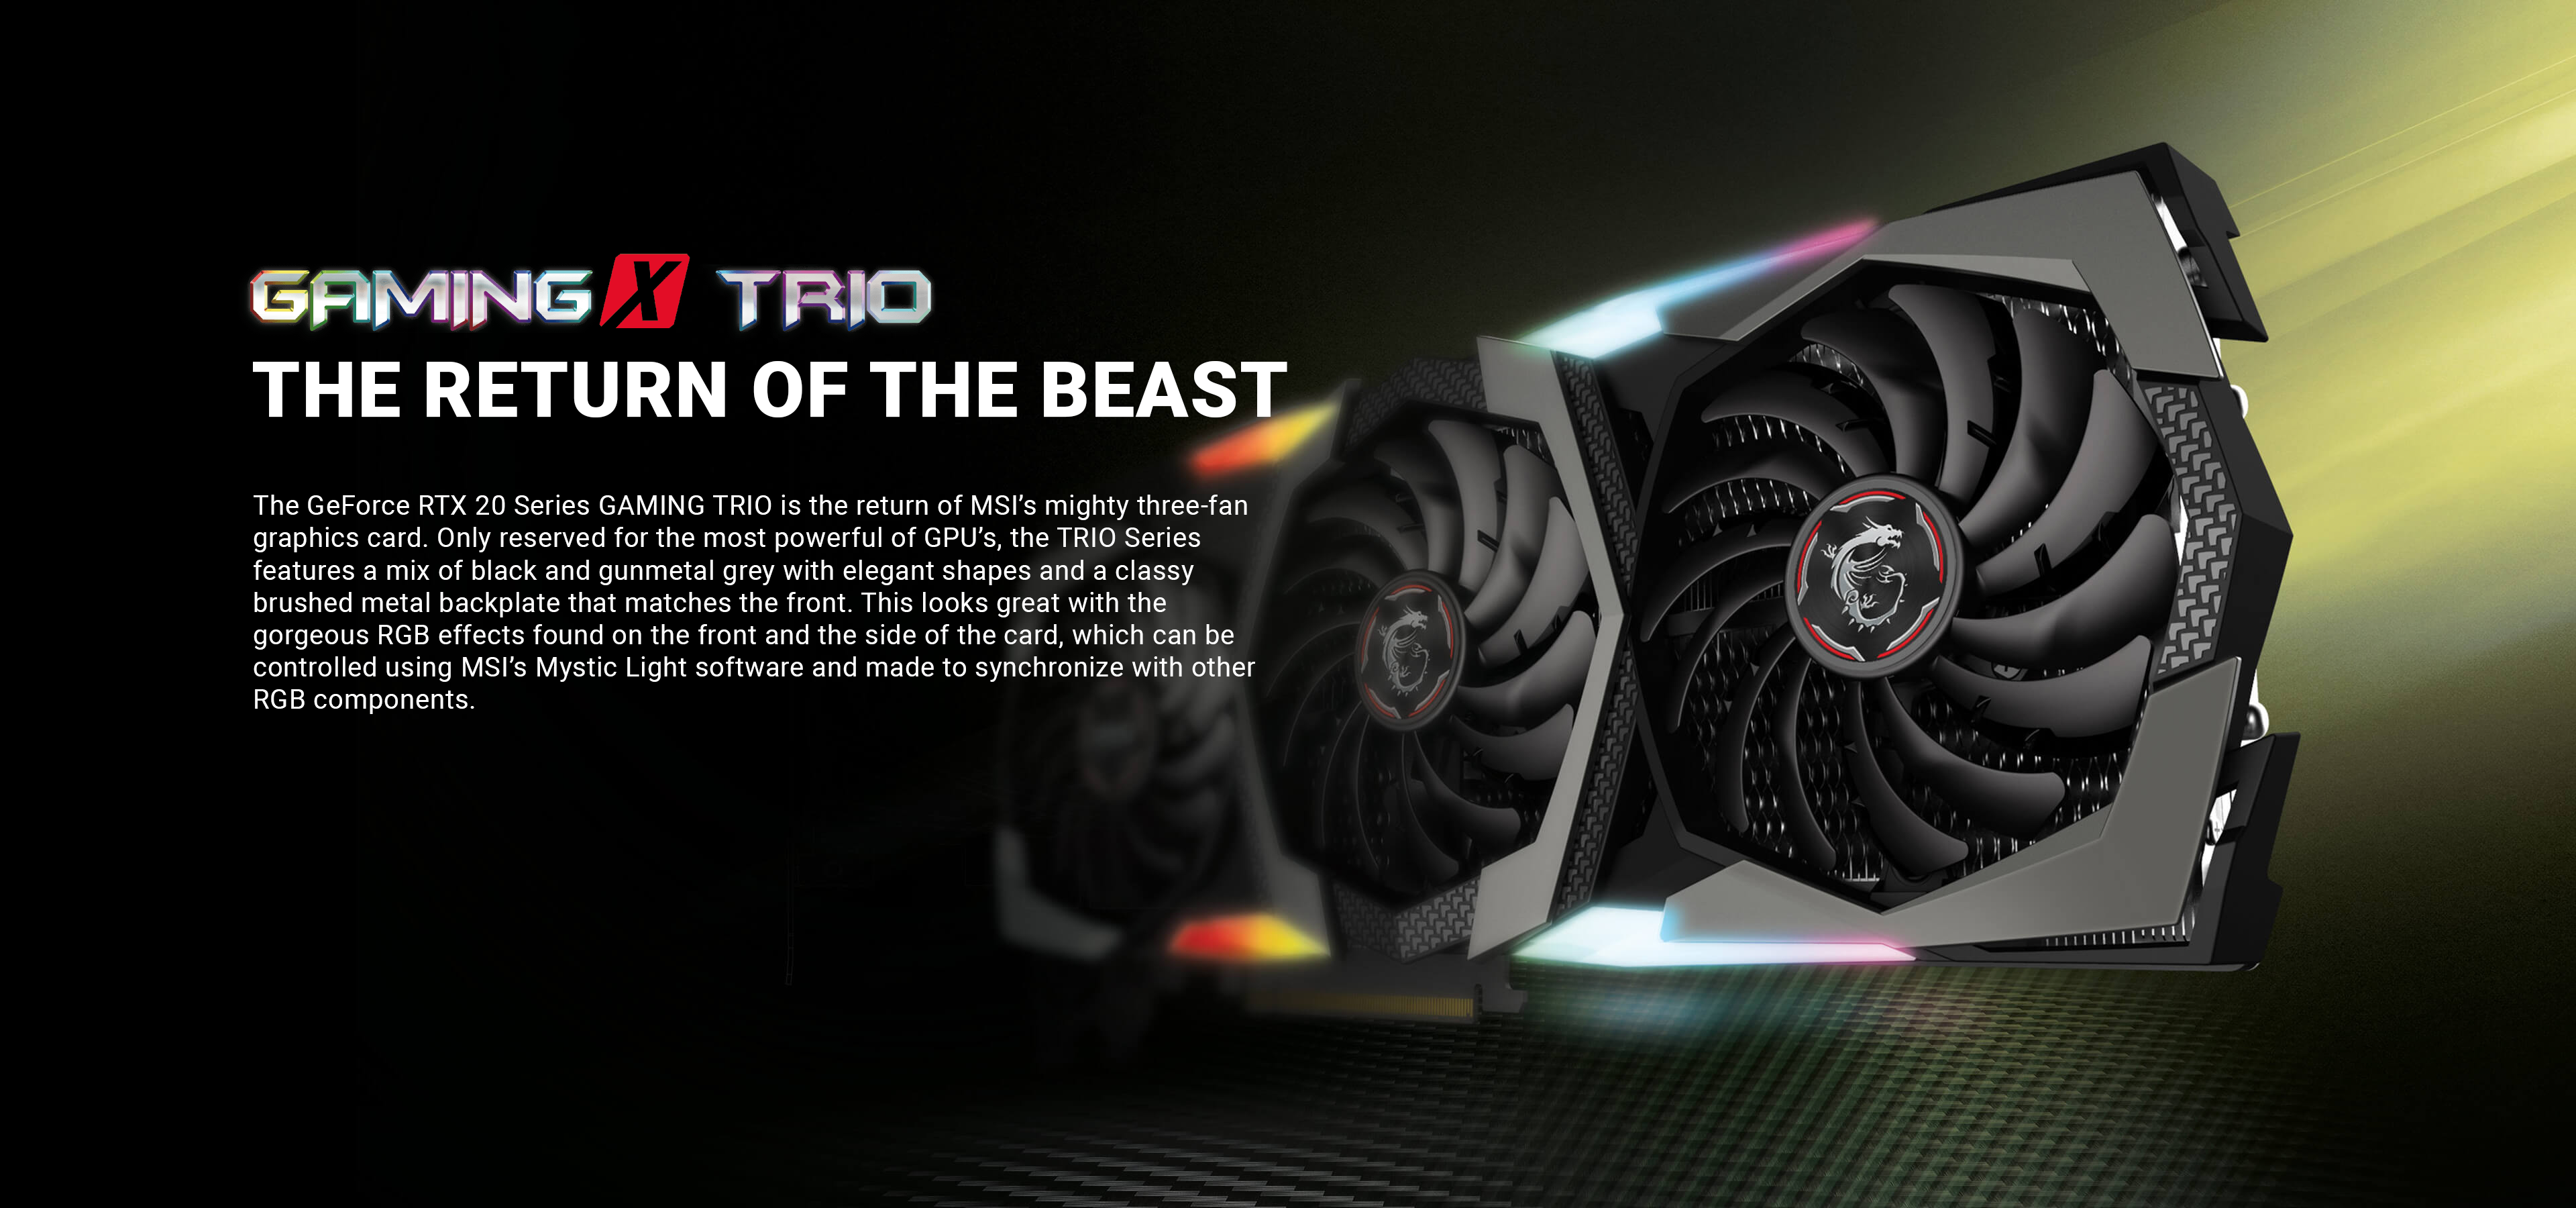 GAMING X TRIO
THE RETURN OF THE BEAST
The GeForce RTX 20 Series GAMING TRIO is the return of MSI’s mighty three-fan
graphics card. Only reserved for the most powerful of GPU’s, the TRIO Series
features a mix of black and gunmetal grey with elegant shapes and a classy
brushed metal backplate that matches the front. This looks great with the
gorgeous RGB effects found on the front and the side of the card, which can be
controlled using MSI’s Mystic Light software and made to synchronize with other
RGB components.